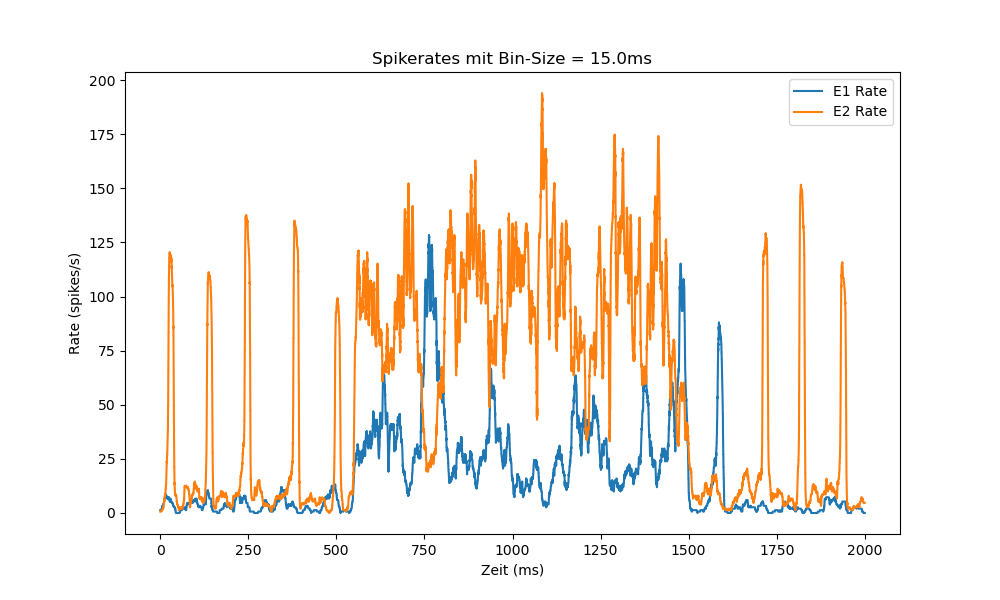 Spikerates mit Bin-Size = 15.0ms
E1 Rate
E2 Rate
200
175
150
125
100
75
50
25
0
Rate (spikes/s)
0 250 500 750 1000 1250 1500 1750 2000
Zeit (ms)